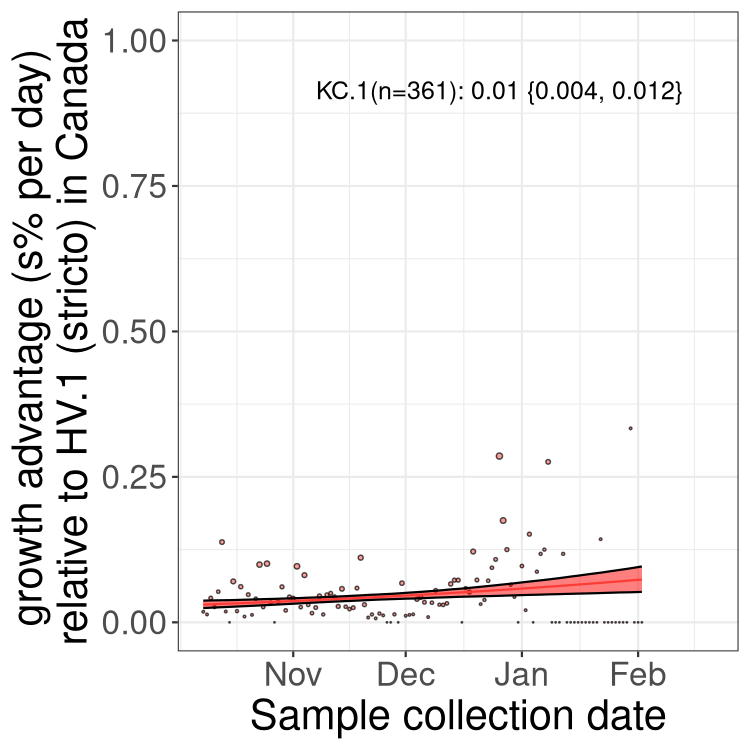 growth advantage (s% per day)
relative to HV.1 (stricto) in Canada
1.00
0.75
0.50
0.25
0.00
KC.1(n=361): 0.01 {0.004, 0.012}
Nov
Dec
Jan
Feb
Sample collection date